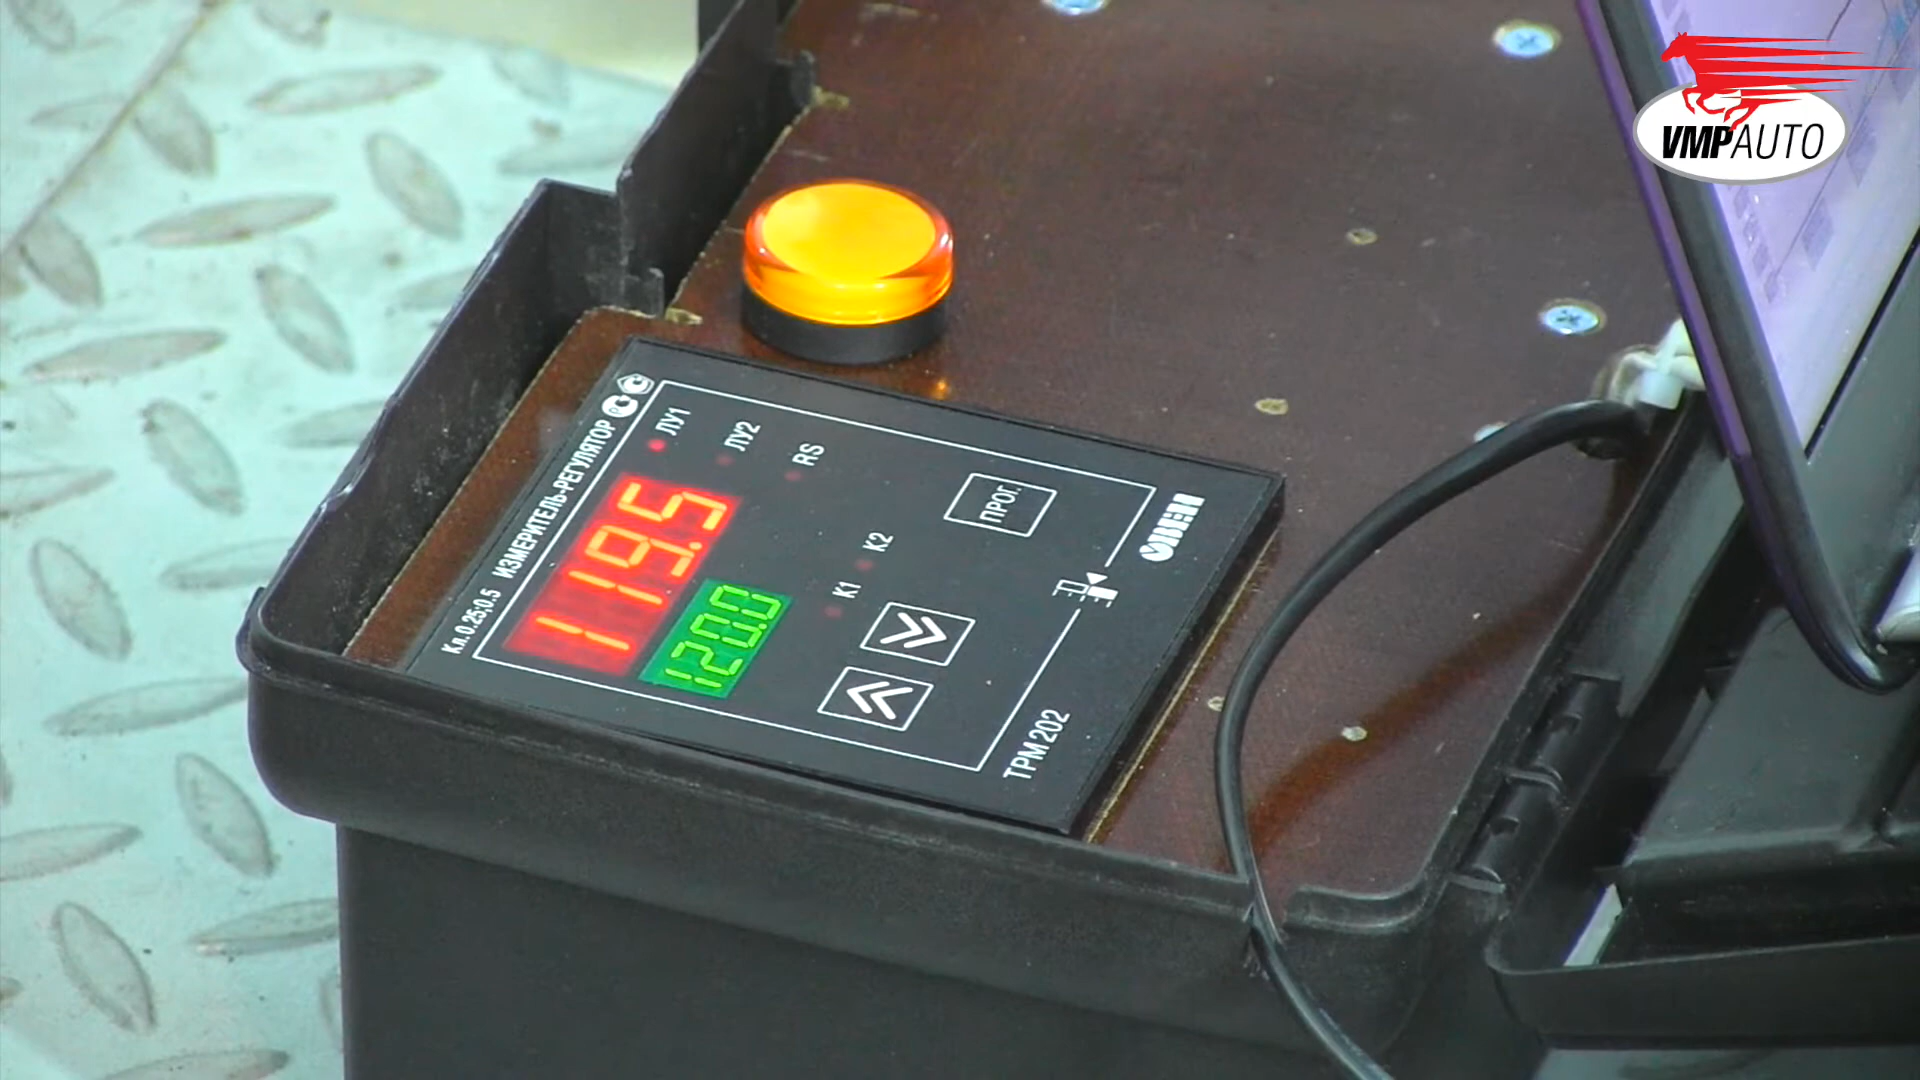 VMPAUTO
Кл.0.25;0.5 ИЗМЕРИТЕЛЬ-РЕГУЛЯТОР
119.5
120.0
ЛУ1
ЛУ2
RS
К1
К2
ПРОГ.
ОВЕН
ТРМ202